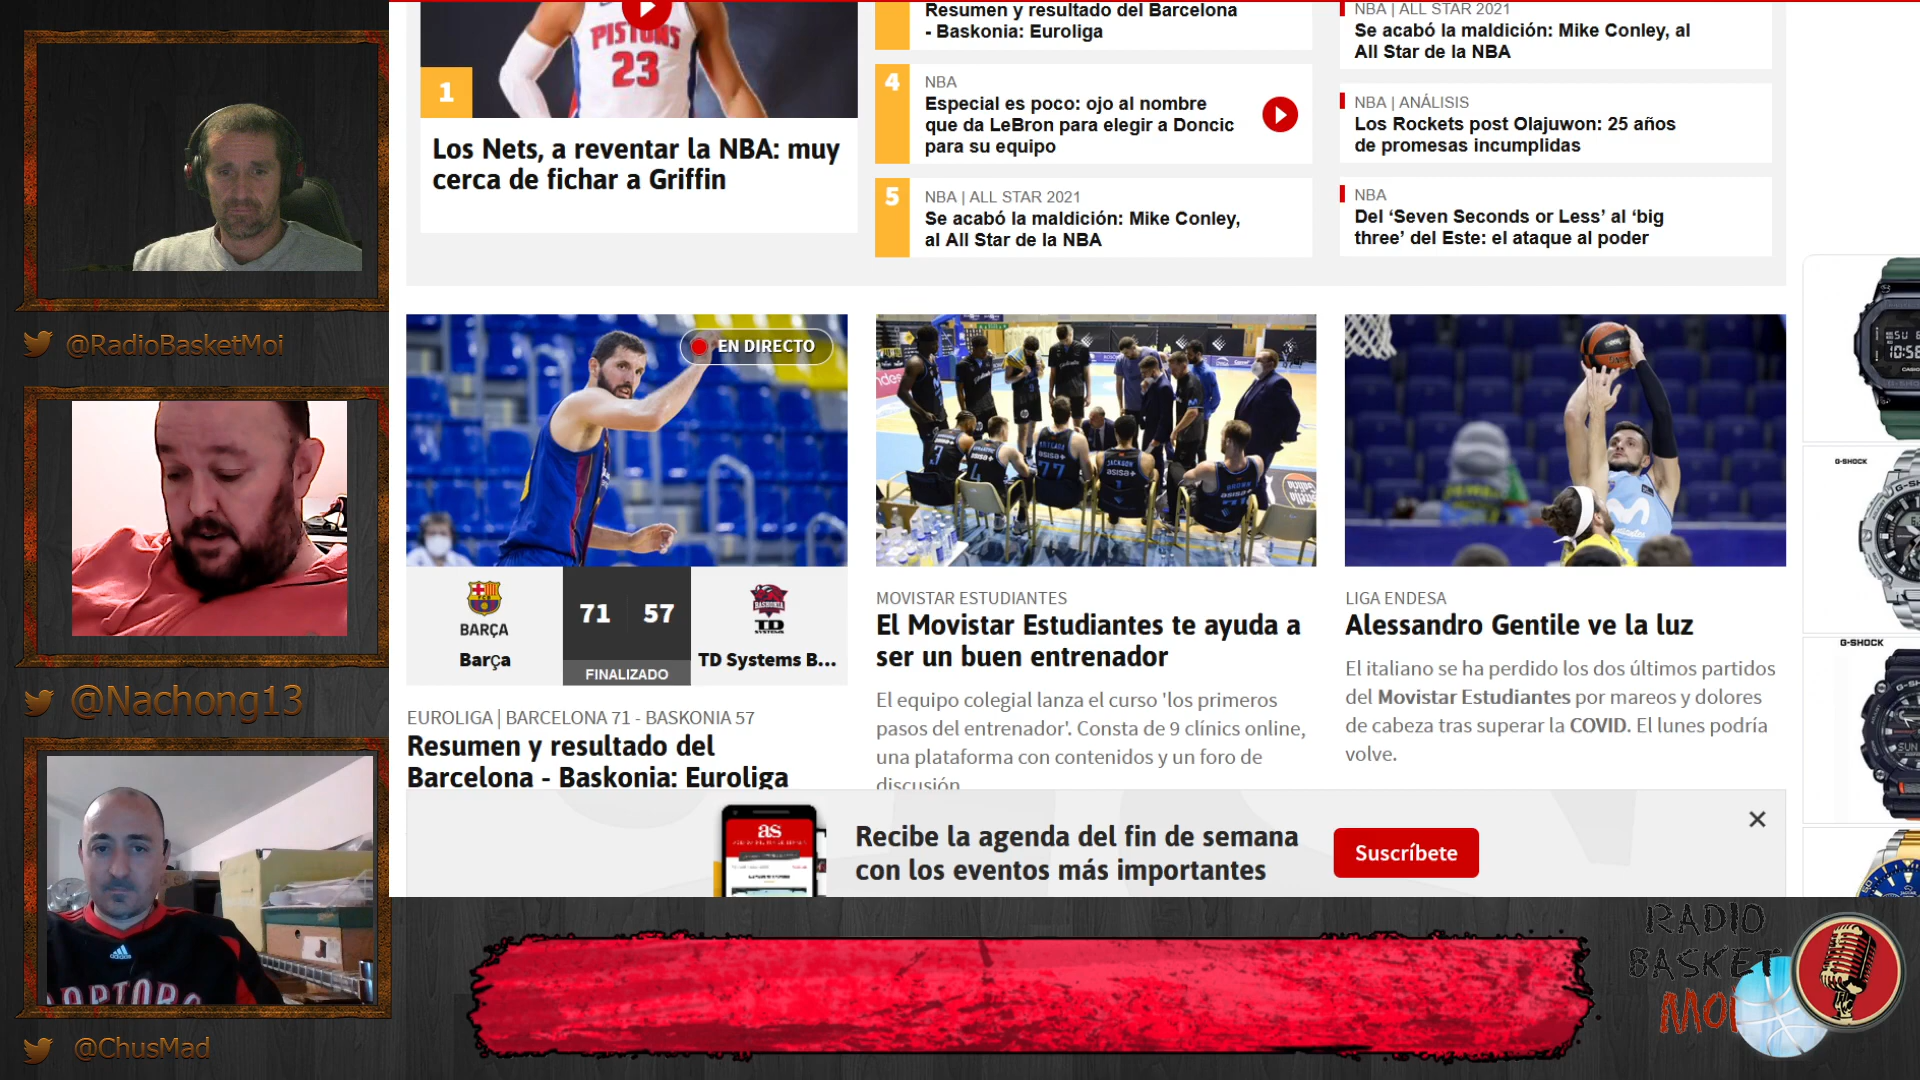 @RadioBasketMoi
@Nachong13
RAPTORS
@ChusMad
PISTONS
23
1
Los Nets, a reventar la NBA: muy
cerca de fichar a Griffin
Resumen y resultado del Barcelona
- Baskonia: Euroliga
4
NBA
Especial es poco: ojo al nombre
que da LeBron para elegir a Doncic
para su equipo
5
NBA | ALL STAR 2021
Se acabó la maldición: Mike Conley,
al All Star de la NBA
NBA | ALL STAR 2021
Se acabó la maldición: Mike Conley, al
All Star de la NBA
NBA | ANÁLISIS
Los Rockets post Olajuwon: 25 años
de promesas incumplidas
NBA
Del ‘Seven Seconds or Less’ al ‘big
three’ del Este: el ataque al poder
EN DIRECTO
BARÇA
Barça
71 57
FINALIZADO
BASKONIA
TD
SYSTEMS
TD Systems B...
EUROLIGA | BARCELONA 71 - BASKONIA 57
Resumen y resultado del
Barcelona - Baskonia: Euroliga
3
4
77
JACKSON
1
MOVISTAR ESTUDIANTES
El Movistar Estudiantes te ayuda a
ser un buen entrenador
El equipo colegial lanza el curso 'los primeros
pasos del entrenador'. Consta de 9 clínics online,
una plataforma con contenidos y un foro de
discusión
LIGA ENDESA
Alessandro Gentile ve la luz
El italiano se ha perdido los dos últimos partidos
del Movistar Estudiantes por mareos y dolores
de cabeza tras superar la COVID. El lunes podría
volve.
G-SHOCK
G-SHOCK
as
Recibe la agenda del fin de semana
con los eventos más importantes
Suscríbete
RADIO
BASKET
MOI